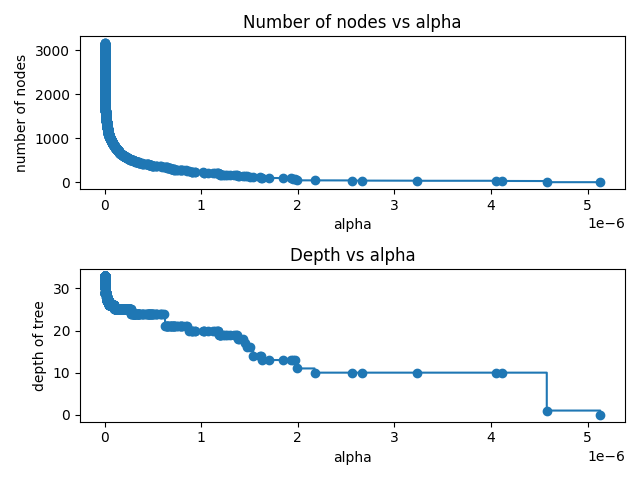 Number of nodes vs alpha
number of nodes
3000
2000
1000
0
0 1 2 3 4 5
1e−6
alpha
Depth vs alpha
depth of tree
30
20
10
0
0 1 2 3 4 5
1e−6
alpha